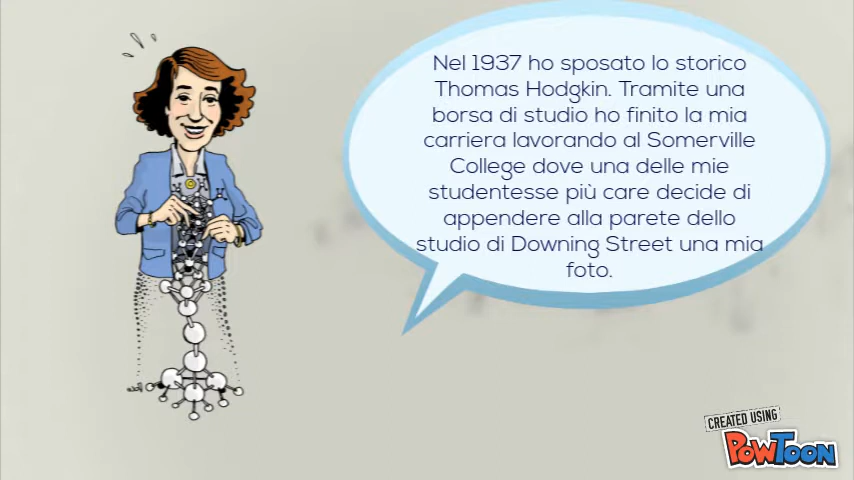 Nel 1937 ho sposato lo storico
Thomas Hodgkin. Tramite una
borsa di studio ho finito la mia
carriera lavorando al Somerville
College dove una delle mie
studentesse più care decide di
appendere alla parete dello
studio di Downing Street una mia
foto.
CREATED USING
POWTOON